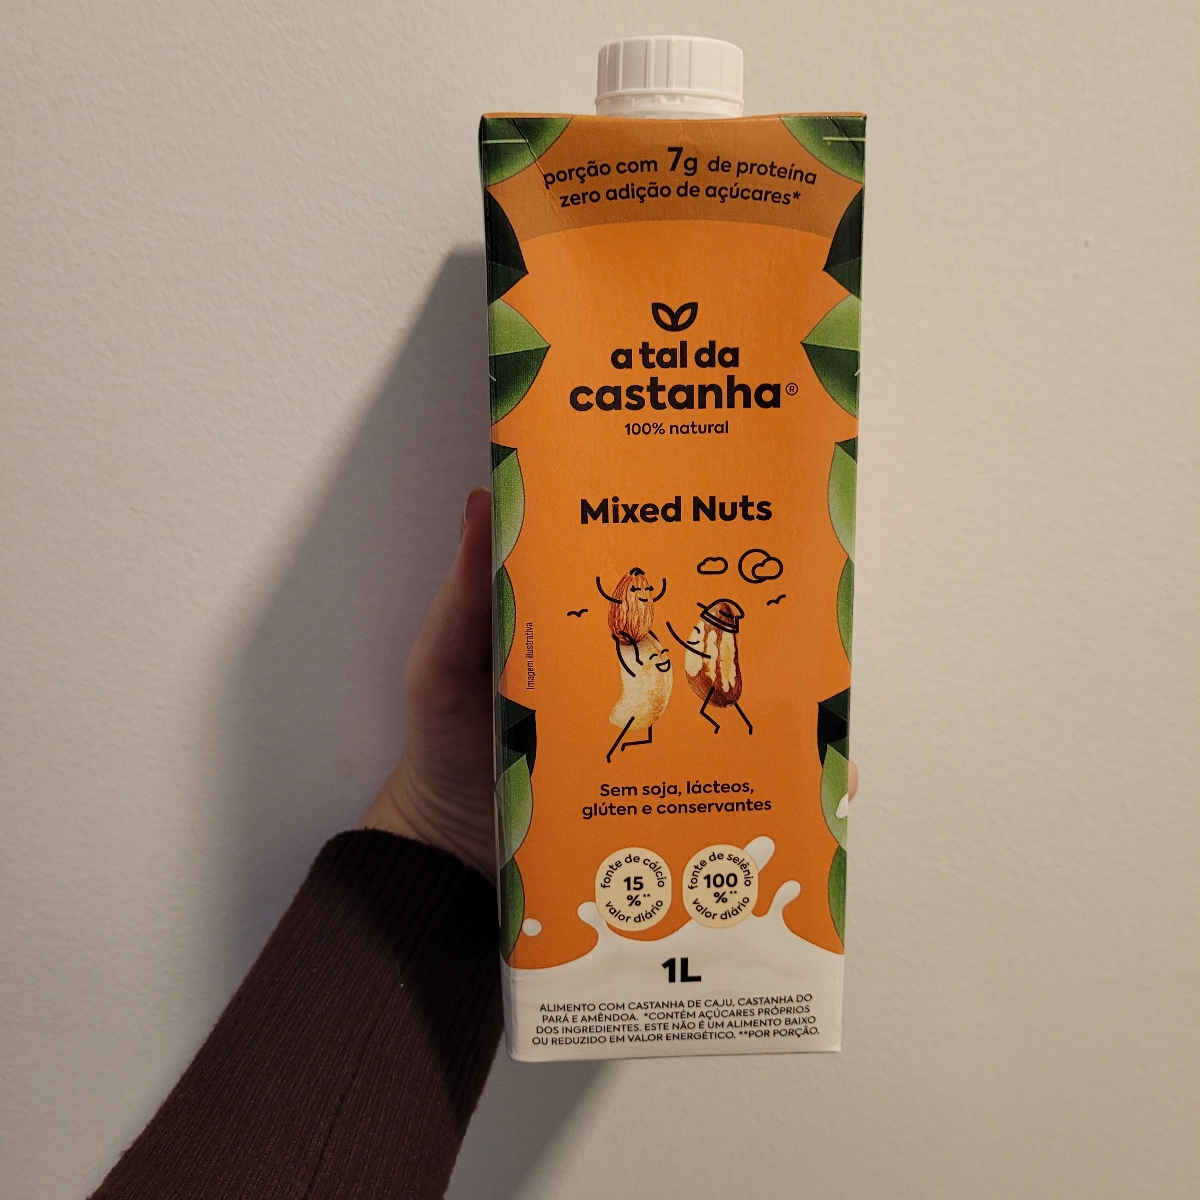 porção com 7g de proteína
zero adição de açúcares*
a tal da
castanha®
100% natural
Mixed Nuts
Imagem ilustrativa
Sem soja, lácteos,
glúten e conservantes
fonte de cálcio
15
%**
valor diário
fonte de selênio
100
%**
valor diário
1L
ALIMENTO COM CASTANHA DE CAJU, CASTANHA DO
PARÁ E AMÊNDOA. *CONTÉM AÇÚCARES PRÓPRIOS
DOS INGREDIENTES. ESTE NÃO É UM ALIMENTO BAIXO
OU REDUZIDO EM VALOR ENERGÉTICO. **POR PORÇÃO.